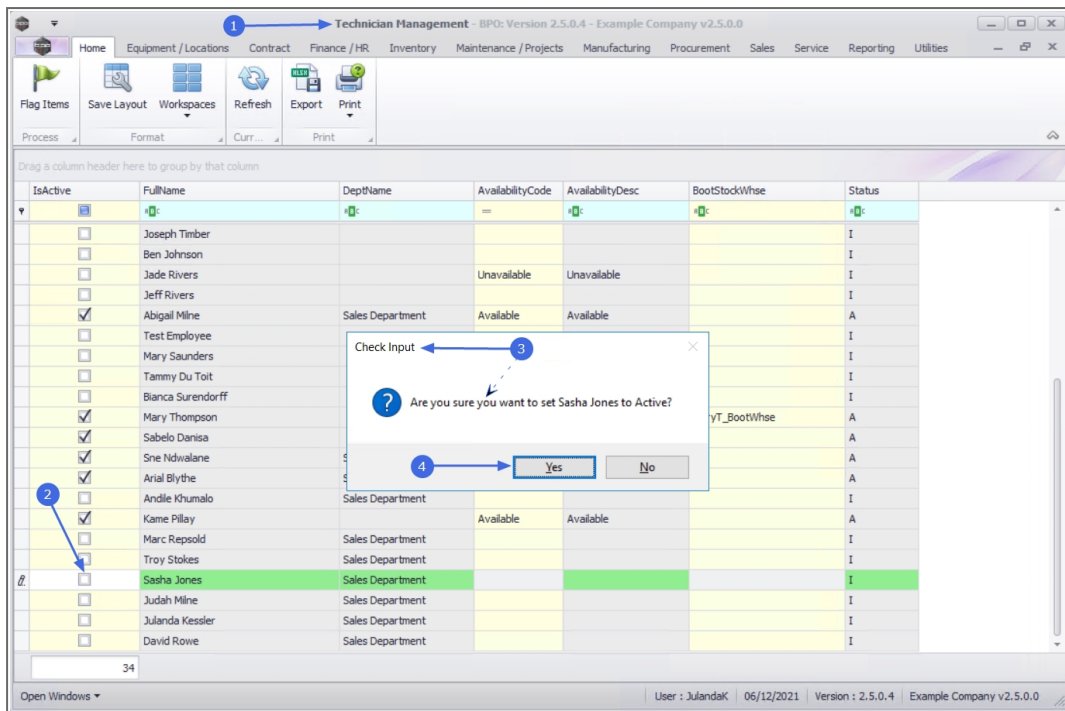 1
Technician Management - BPO: Version 2.5.0.4 - Example Company v2.5.0.0
Home Equipment / Locations Contract Finance / HR Inventory Maintenance / Projects Manufacturing Procurement Sales Service Reporting Utilities
Flag Items Save Layout Workspaces Refresh Export Print
Process Format Curr... Print
Drag a column header here to group by that column
IsActive FullName DeptName AvailabilityCode AvailabilityDesc BootStockWhse Status
Joseph Timber I
Ben Johnson I
Jade Rivers Unavailable Unavailable I
Jeff Rivers I
Abigail Milne Sales Department Available Available A
Test Employee I
Mary Saunders I
Tammy Du Toit I
Bianca Surendorff I
Mary Thompson yT_BootWhse A
Sabelo Danisa A
Sne Ndwalane S A
Arial Blythe S A
Andile Khumalo Sales Department I
Kame Pillay Available Available A
Marc Repsold Sales Department I
Troy Stokes Sales Department I
Sasha Jones Sales Department I
Judah Milne Sales Department I
Julanda Kessler Sales Department I
David Rowe Sales Department I
Check Input 3
Are you sure you want to set Sasha Jones to Active?
4 Yes No
2
34
Open Windows User : JulandaK 06/12/2021 Version : 2.5.0.4 Example Company v2.5.0.0